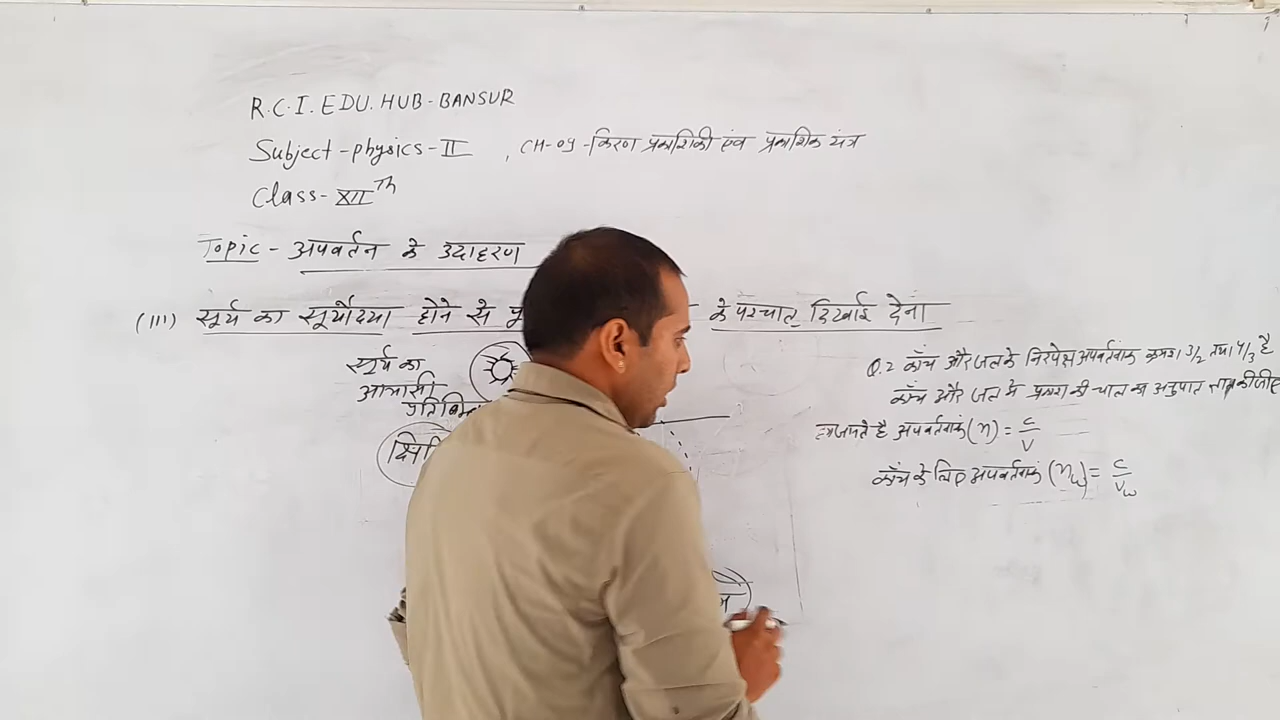 R.C.I. EDU. HUB - BANSUR
Subject - physics - II , CH-09 - किरण प्रकाशिकी एवं प्रकाशिक यंत्र
Class - XII Th
Topic - अपवर्तन के उदाहरण
(III) सूर्य का सूर्योदया होने से के पश्चात् दिखाई देना
सूर्य का
आभासी
Q.2 काँच और जल के निरपेक्ष अपवर्तनांक क्रमशः 3/2 तथा 4/3 है
काँच और जल में प्रकाश की चाल का अनुपात
हम जानते है अपवर्तनांक (n) = c/v
काँच के लिए अपवर्तनांक (nω) = c/vω